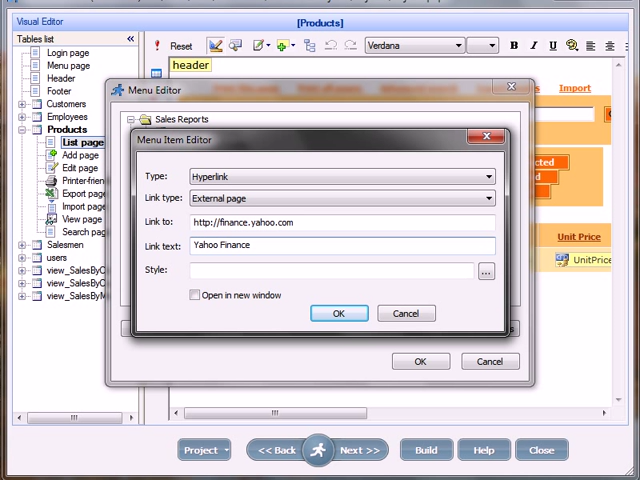 Visual Editor
[Products]
Tables list
«
Login page
Menu page
Header
Footer
Customers
Employees
Products
List page
Add page
Edit page
Printer-frien
Export page
Import page
View page
Search pag
Salesmen
users
view_SalesByC
view_SalesByC
view_SalesByM
! Reset
Verdana
B I U
header
Import
cted
d
Unit Price
UnitPrice
Menu Editor
Sales Reports
Menu Item Editor
Type: Hyperlink
Link type: External page
Link to: http://finance.yahoo.com
Link text: Yahoo Finance
Style: ...
Open in new window
OK Cancel
s
OK Cancel
Project << Back Next >> Build Help Close